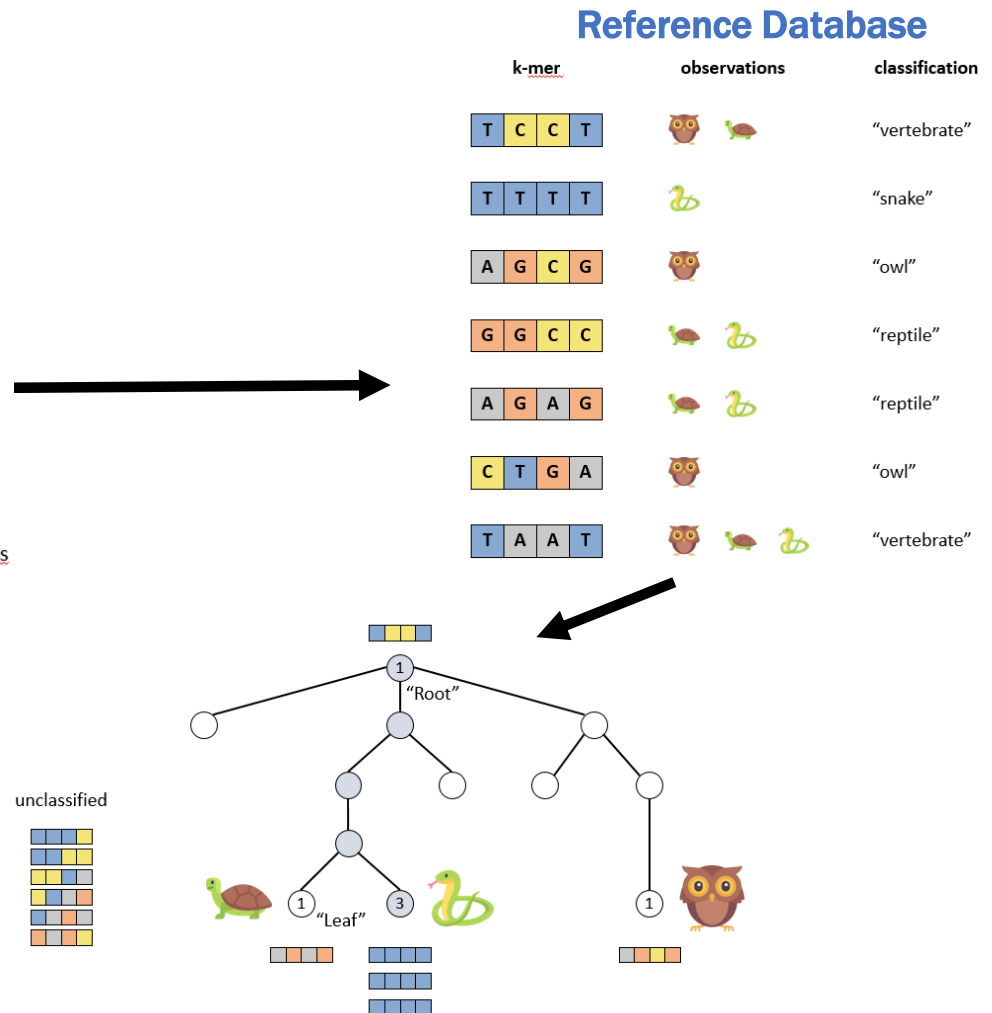 Reference Database
k-mer observations classification
T C C T "vertebrate"
T T T T "snake"
A G C G "owl"
G G C C "reptile"
A G A G "reptile"
C T G A "owl"
T A A T "vertebrate"
s
1
"Root"
unclassified
1 "Leaf" 3 1